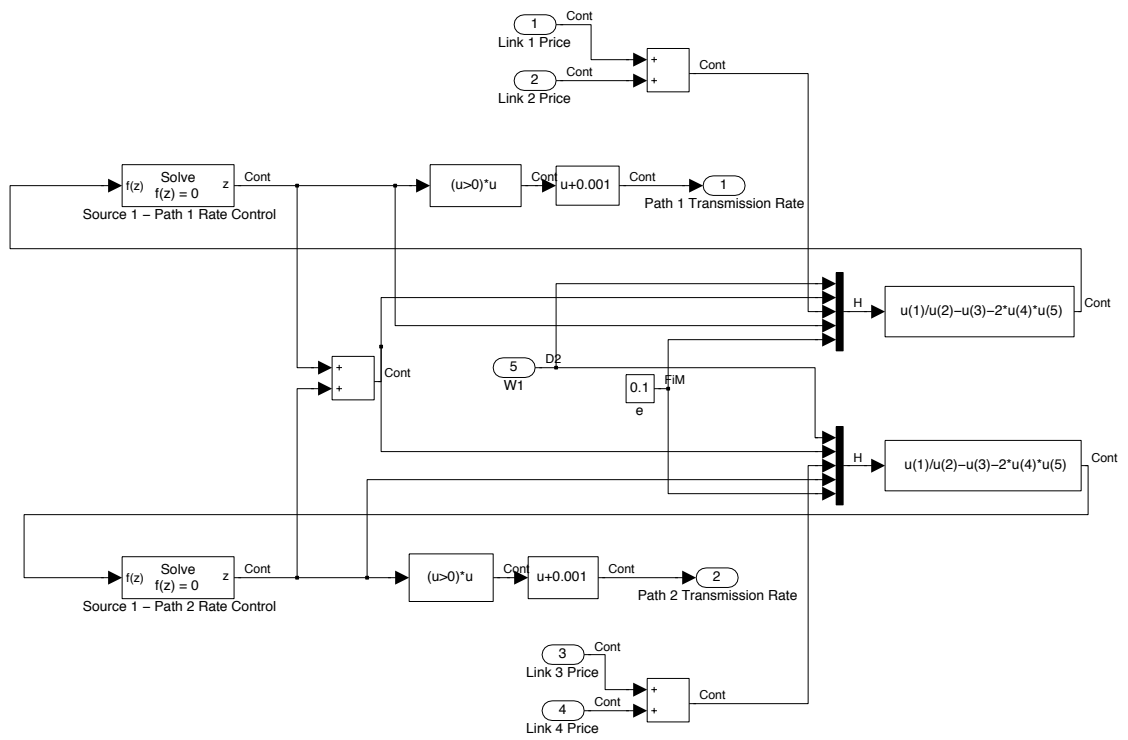 1
Cont
Link 1 Price
2
Cont
Link 2 Price
+
+
Cont
f(z)
Solve
f(z) = 0
z
Cont
Source 1 – Path 1 Rate Control
(u>0)*u
Cont
u+0.001
Cont
1
Path 1 Transmission Rate
H
u(1)/u(2)−u(3)−2*u(4)*u(5)
Cont
+
+
Cont
5
W1
D2
0.1
e
FiM
H
u(1)/u(2)−u(3)−2*u(4)*u(5)
Cont
f(z)
Solve
f(z) = 0
z
Cont
Source 1 – Path 2 Rate Control
(u>0)*u
Cont
u+0.001
Cont
2
Path 2 Transmission Rate
3
Cont
Link 3 Price
4
Cont
Link 4 Price
+
+
Cont